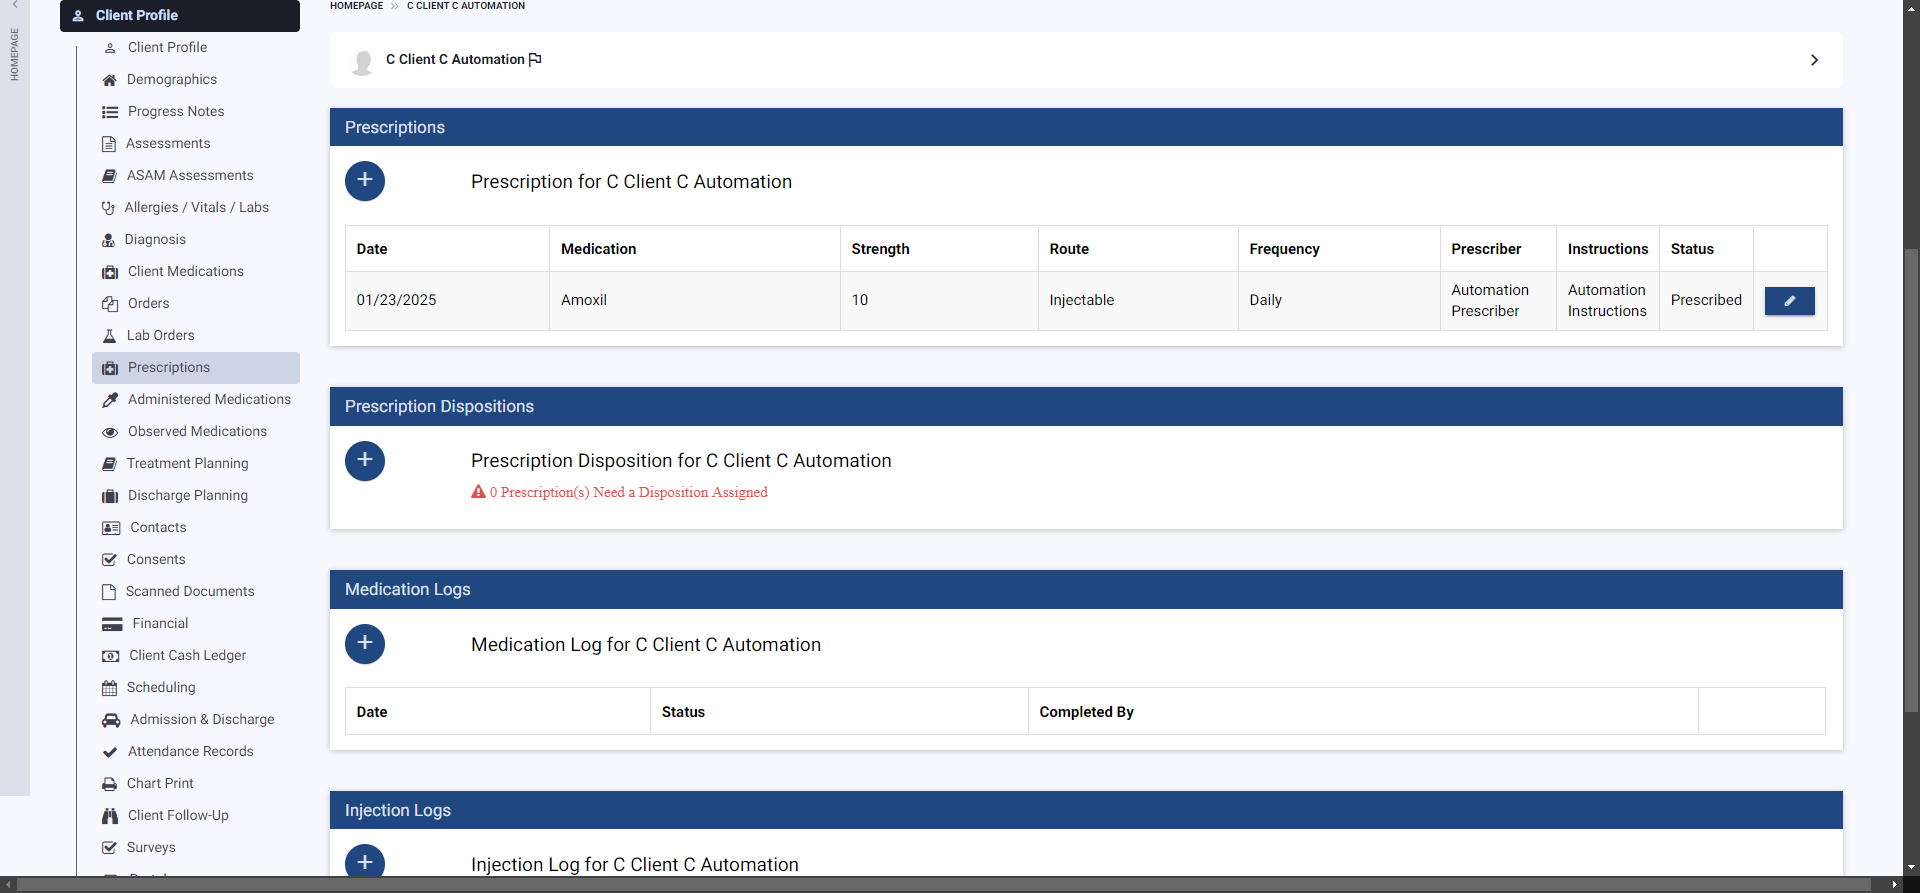 HOMEPAGE
Client Profile
Client Profile
Demographics
Progress Notes
Assessments
ASAM Assessments
Allergies / Vitals / Labs
Diagnosis
Client Medications
Orders
Lab Orders
Prescriptions
Administered Medications
Observed Medications
Treatment Planning
Discharge Planning
Contacts
Consents
Scanned Documents
Financial
Client Cash Ledger
Scheduling
Admission & Discharge
Attendance Records
Chart Print
Client Follow-Up
Surveys
HOMEPAGE >> C CLIENT C AUTOMATION
C Client C Automation
Prescriptions
Prescription for C Client C Automation
Date Medication Strength Route Frequency Prescriber Instructions Status
01/23/2025 Amoxil 10 Injectable Daily Automation Prescriber Automation Instructions Prescribed
Prescription Dispositions
Prescription Disposition for C Client C Automation
0 Prescription(s) Need a Disposition Assigned
Medication Logs
Medication Log for C Client C Automation
Date Status Completed By
Injection Logs
Injection Log for C Client C Automation